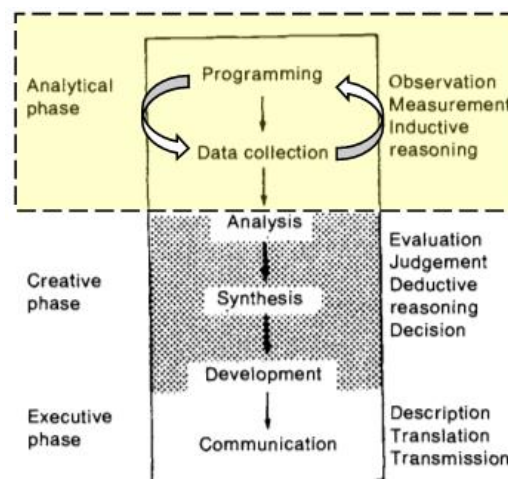 Analytical
phase
Programming
Data collection
Observation
Measurement
Inductive
reasoning
Creative
phase
Analysis
Synthesis
Development
Evaluation
Judgement
Deductive
reasoning
Decision
Executive
phase
Communication
Description
Translation
Transmission